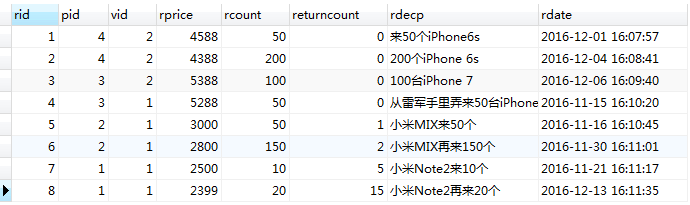 rid pid vid rprice rcount returncount rdecp rdate
1 4 2 4588 50 0 来50个iPhone6s 2016-12-01 16:07:57
2 4 2 4388 200 0 200个iPhone 6s 2016-12-04 16:08:41
3 3 2 5388 100 0 100台iPhone 7 2016-12-06 16:09:40
4 3 1 5288 50 0 从雷军手里弄来50台iPhone 2016-11-15 16:10:20
5 2 1 3000 50 1 小米MIX来50个 2016-11-16 16:10:45
6 2 1 2800 150 2 小米MIX再来150个 2016-11-30 16:11:01
7 1 1 2500 10 5 小米Note2来10个 2016-11-21 16:11:17
8 1 1 2399 20 15 小米Note2再来20个 2016-12-13 16:11:35